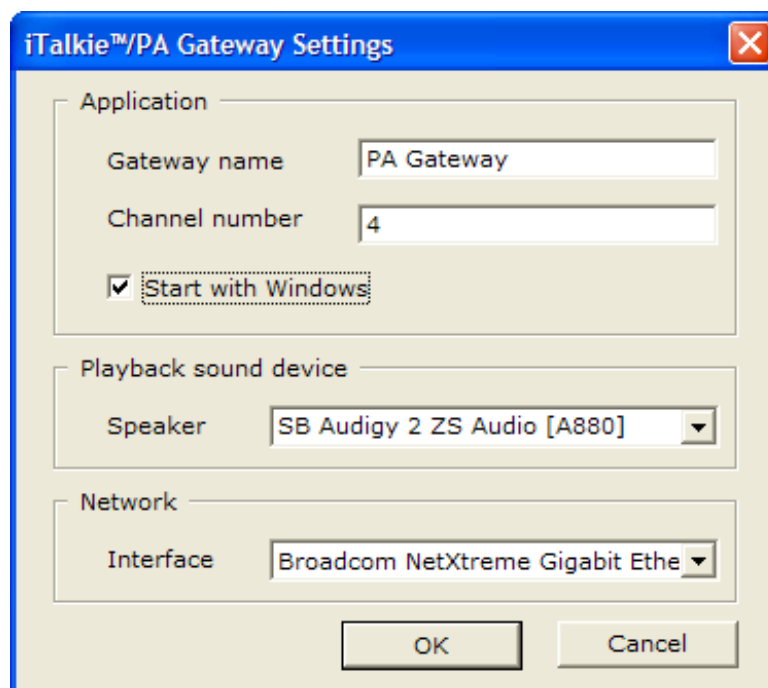 iTalkie™/PA Gateway Settings
Application
Gateway name PA Gateway
Channel number 4
Start with Windows
Playback sound device
Speaker SB Audigy 2 ZS Audio [A880]
Network
Interface Broadcom NetXtreme Gigabit Ethe
OK Cancel